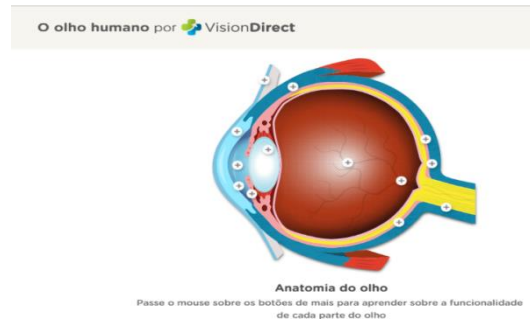 O olho humano por VisionDirect
Anatomia do olho
Passe o mouse sobre os botões de mais para aprender sobre a funcionalidade
de cada parte do olho